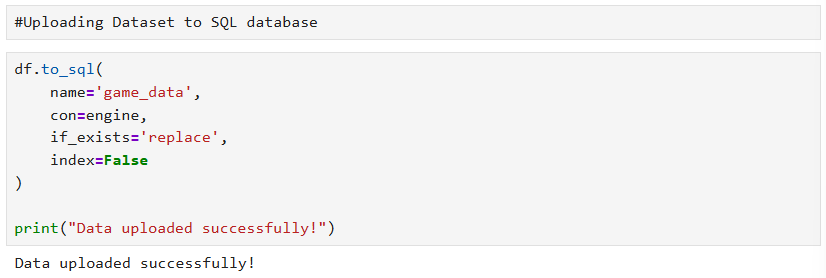 #Uploading Dataset to SQL database
df.to_sql(
    name='game_data',
    con=engine,
    if_exists='replace',
    index=False
)
print("Data uploaded successfully!")
Data uploaded successfully!